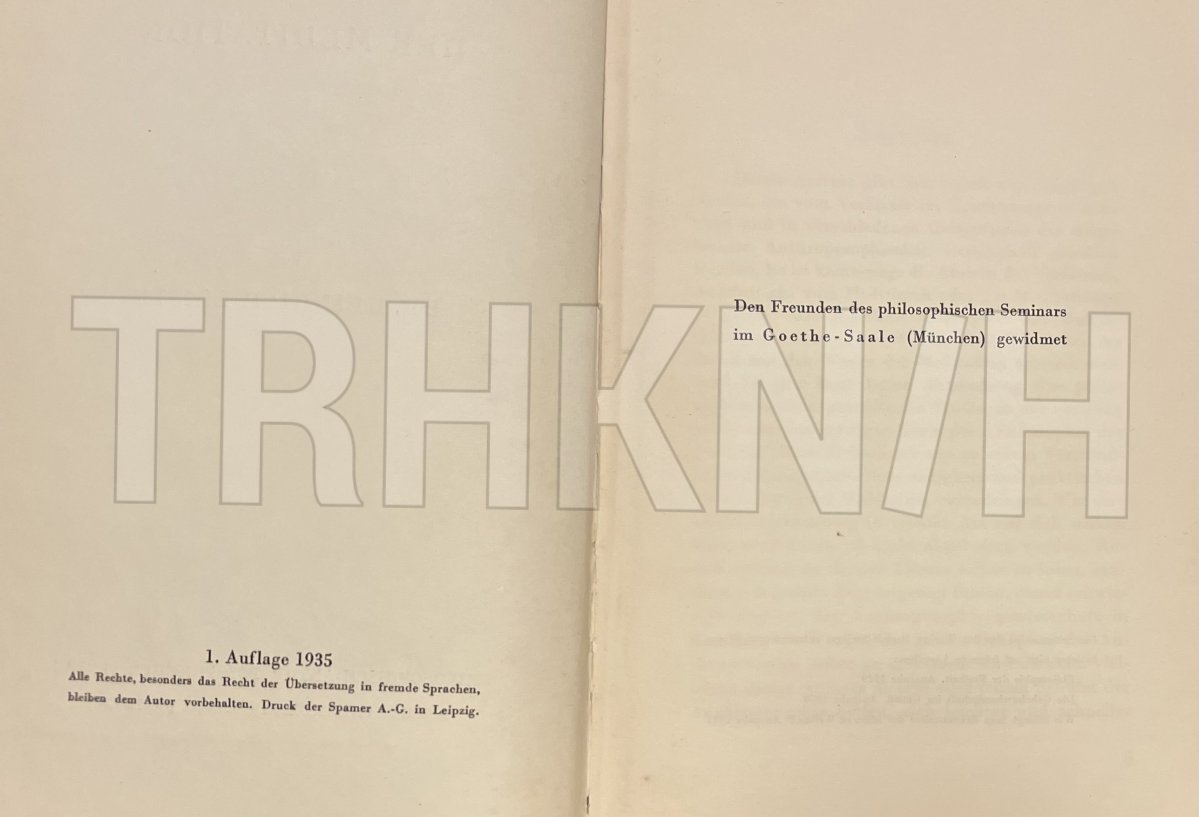 1. Auflage 1935
Alle Rechte, besonders das Recht der Übersetzung in fremde Sprachen,
bleiben dem Autor vorbehalten. Druck der Spamer A.-G. in Leipzig.
Den Freunden des philosophischen Seminars
im Goethe-Saale (München) gewidmet
TRHKN/H